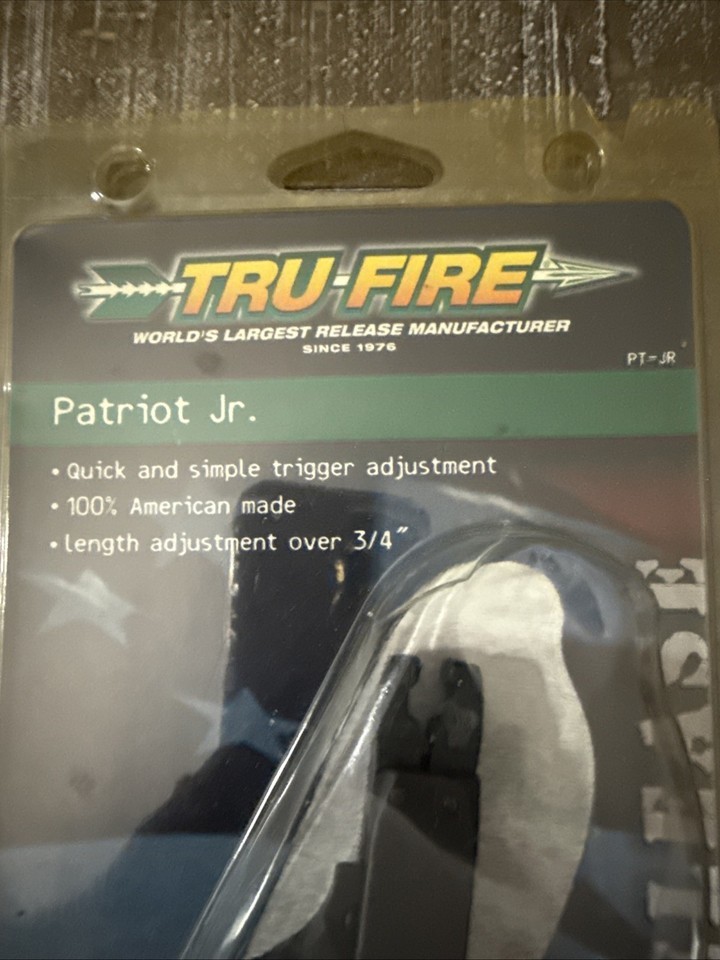 TRU-FIRE
WORLD'S LARGEST RELEASE MANUFACTURER
SINCE 1976
PT-JR
Patriot Jr.
• Quick and simple trigger adjustment
• 100% American made
• length adjustment over 3/4"